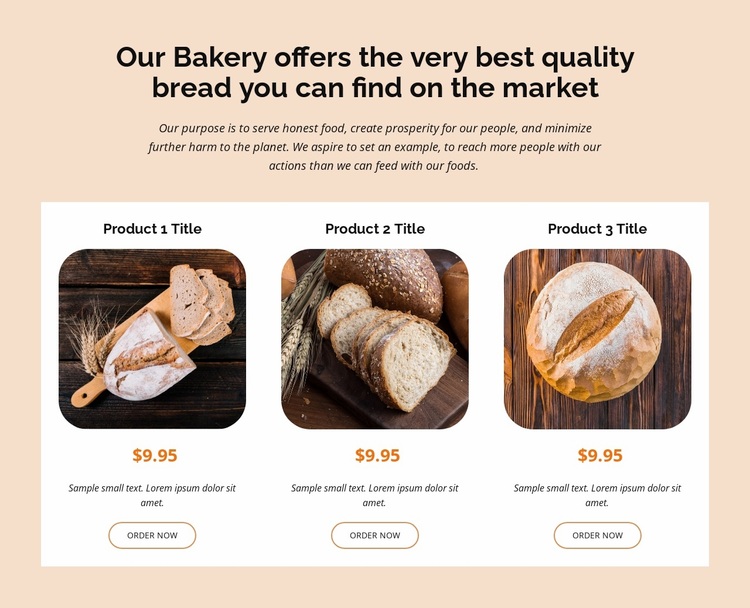 Our Bakery offers the very best quality
bread you can find on the market
Our purpose is to serve honest food, create prosperity for our people, and minimize
further harm to the planet. We aspire to set an example, to reach more people with our
actions than we can feed with our foods.
Product 1 Title
Product 2 Title
Product 3 Title
$9.95
$9.95
$9.95
Sample small text. Lorem ipsum dolor sit
amet.
Sample small text. Lorem ipsum dolor sit
amet.
Sample small text. Lorem ipsum dolor sit
amet.
ORDER NOW
ORDER NOW
ORDER NOW